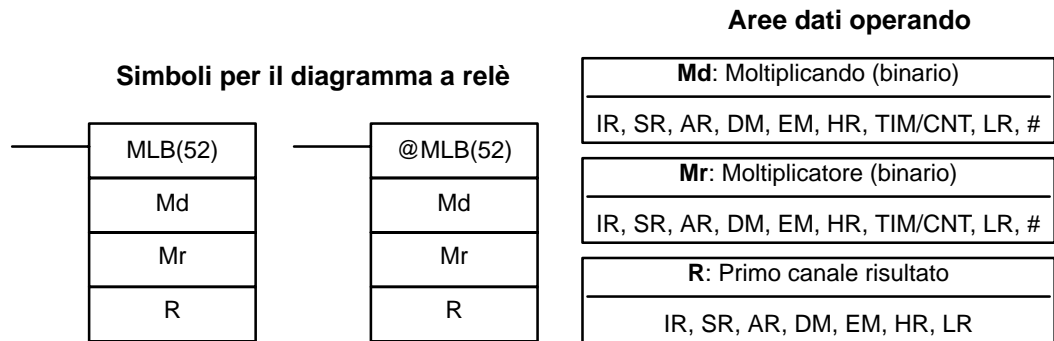 Aree dati operando
Simboli per il diagramma a relè
MLB(52)
Md
Mr
R
@MLB(52)
Md
Mr
R
Md: Moltiplicando (binario)
IR, SR, AR, DM, EM, HR, TIM/CNT, LR, #
Mr: Moltiplicatore (binario)
IR, SR, AR, DM, EM, HR, TIM/CNT, LR, #
R: Primo canale risultato
IR, SR, AR, DM, EM, HR, LR